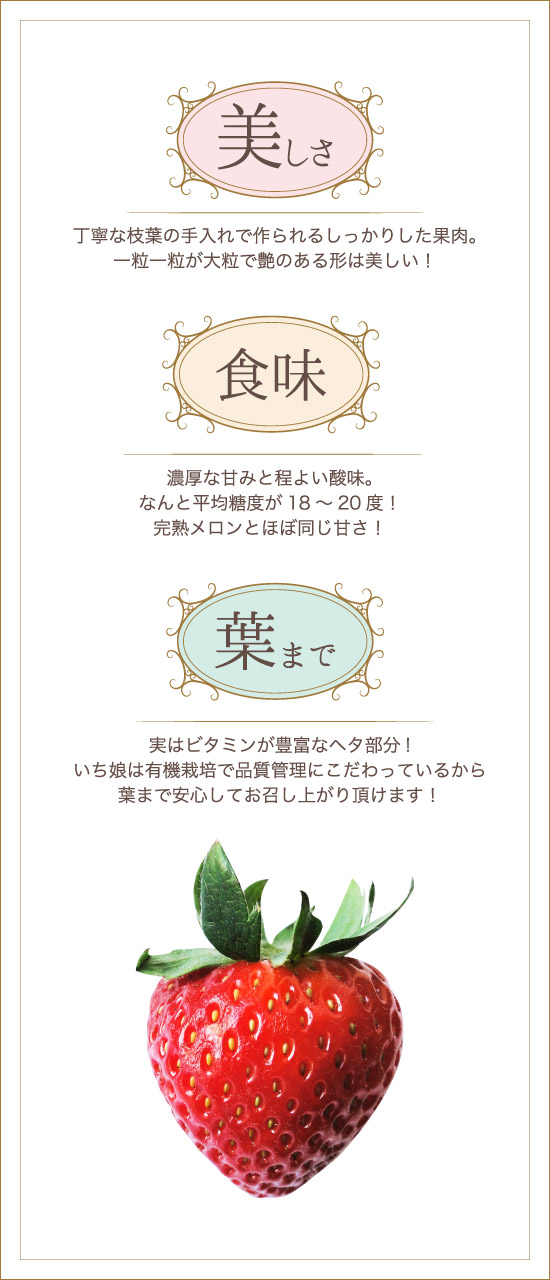 美しさ
丁寧な枝葉の手入れで作られるしっかりした果肉。
一粒一粒が大粒で艶のある形は美しい！
食味
濃厚な甘みと程よい酸味。
なんと平均糖度が18〜20度！
完熟メロンとほぼ同じ甘さ！
葉まで
実はビタミンが豊富なヘタ部分！
いち娘は有機栽培で品質管理にこだわっているから
葉まで安心してお召し上がり頂けます！